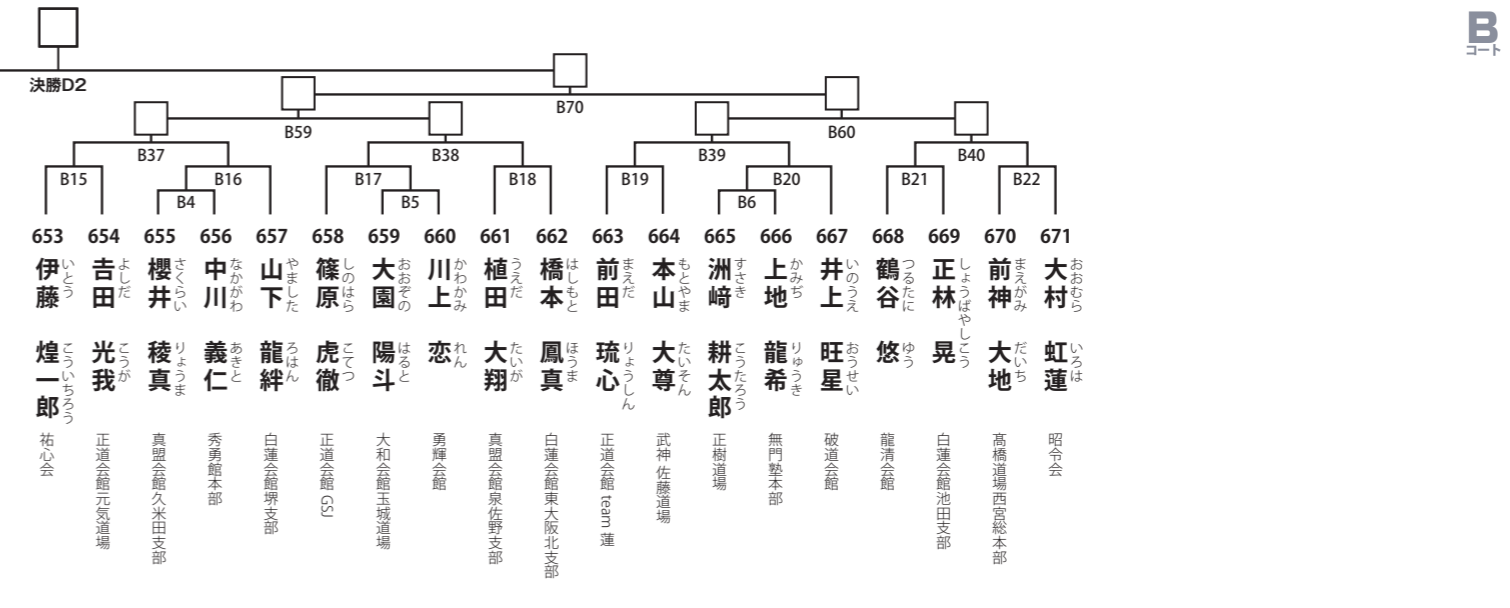 B
コート
決勝D2
B70
B59
B60
B37
B38
B39
B40
B15
B16
B17
B18
B19
B20
B21
B22
B4
B5
B6
653
654
655
656
657
658
659
660
661
662
663
664
665
666
667
668
669
670
671
伊藤 煌一郎
いとう こういちろう
祐心会
𠮷田 光我
よしだ こうが
正道会館元気道場
櫻井 稜真
さくらい りょうま
真盟会館久米田支部
中川 義仁
なかがわ あきと
秀勇館本部
山下 龍絆
やました ろはん
白蓮会館堺支部
篠原 虎徹
しのはら こてつ
正道会館 GSJ
大園 陽斗
おおぞの はると
大和会館玉城道場
川上 恋
かわかみ れん
勇輝会館
植田 大翔
うえだ たいが
真盟会館泉佐野支部
橋本 鳳真
はしもと ほうま
白蓮会館東大阪北支部
前田 琉心
まえだ りょうしん
正道会館 team 蓮
本山 大尊
もとやま たいそん
武神 佐藤道場
洲﨑 耕太郎
すさき こうたろう
正樹道場
上地 龍希
かみぢ りゅうき
無門塾本部
井上 旺星
いのうえ おうせい
破道会館
鶴谷 悠
つるたに ゆう
龍清会館
正林 晃
しょうばやしこう
白蓮会館池田支部
前神 大地
まえがみ だいち
髙橋道場西宮総本部
大村 虹蓮
おおむら いろは
昭令会